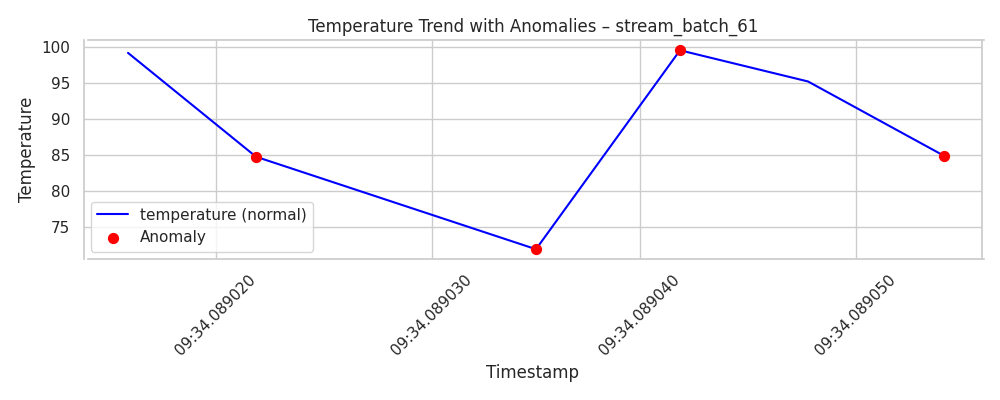 Temperature Trend with Anomalies – stream_batch_61
Temperature
100
95
90
85
80
75
temperature (normal)
Anomaly
09:34.089020
09:34.089030
09:34.089040
09:34.089050
Timestamp